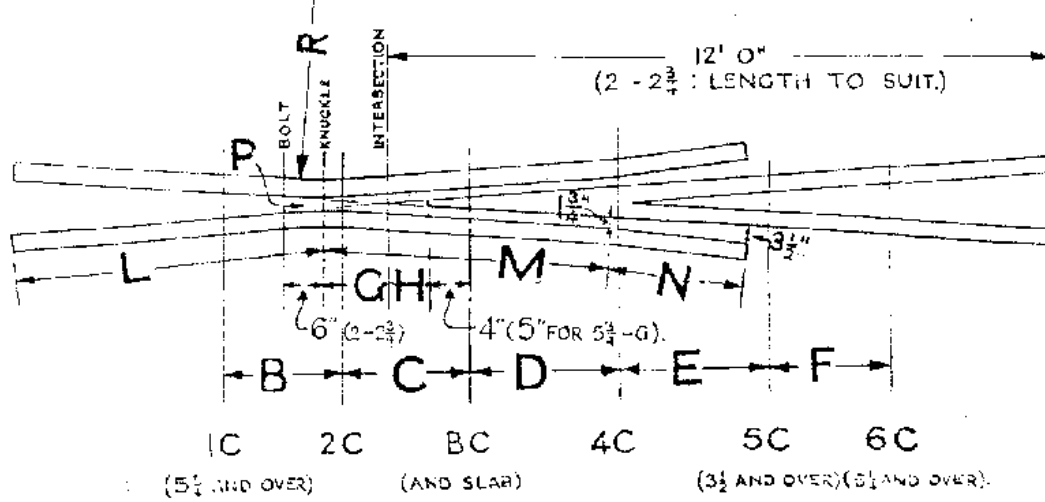 R
BOLT
KNUCKLE
INTERSECTION
12' 0"
(2 - 2¾ : LENGTH TO SUIT.)
P
1¾"
3½"
L
M
N
G H
6" (2-2¾)
4" (5" FOR 5¾-G).
B C D E F
1C 2C BC 4C 5C 6C
(5¼ AND OVER) (AND SLAB) (3½ AND OVER) (5¼ AND OVER).